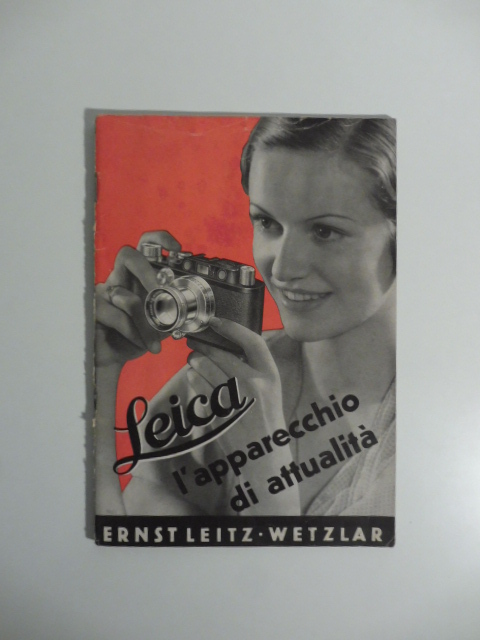 Leica
l'apparecchio
di attualità
ERNST LEITZ · WETZLAR